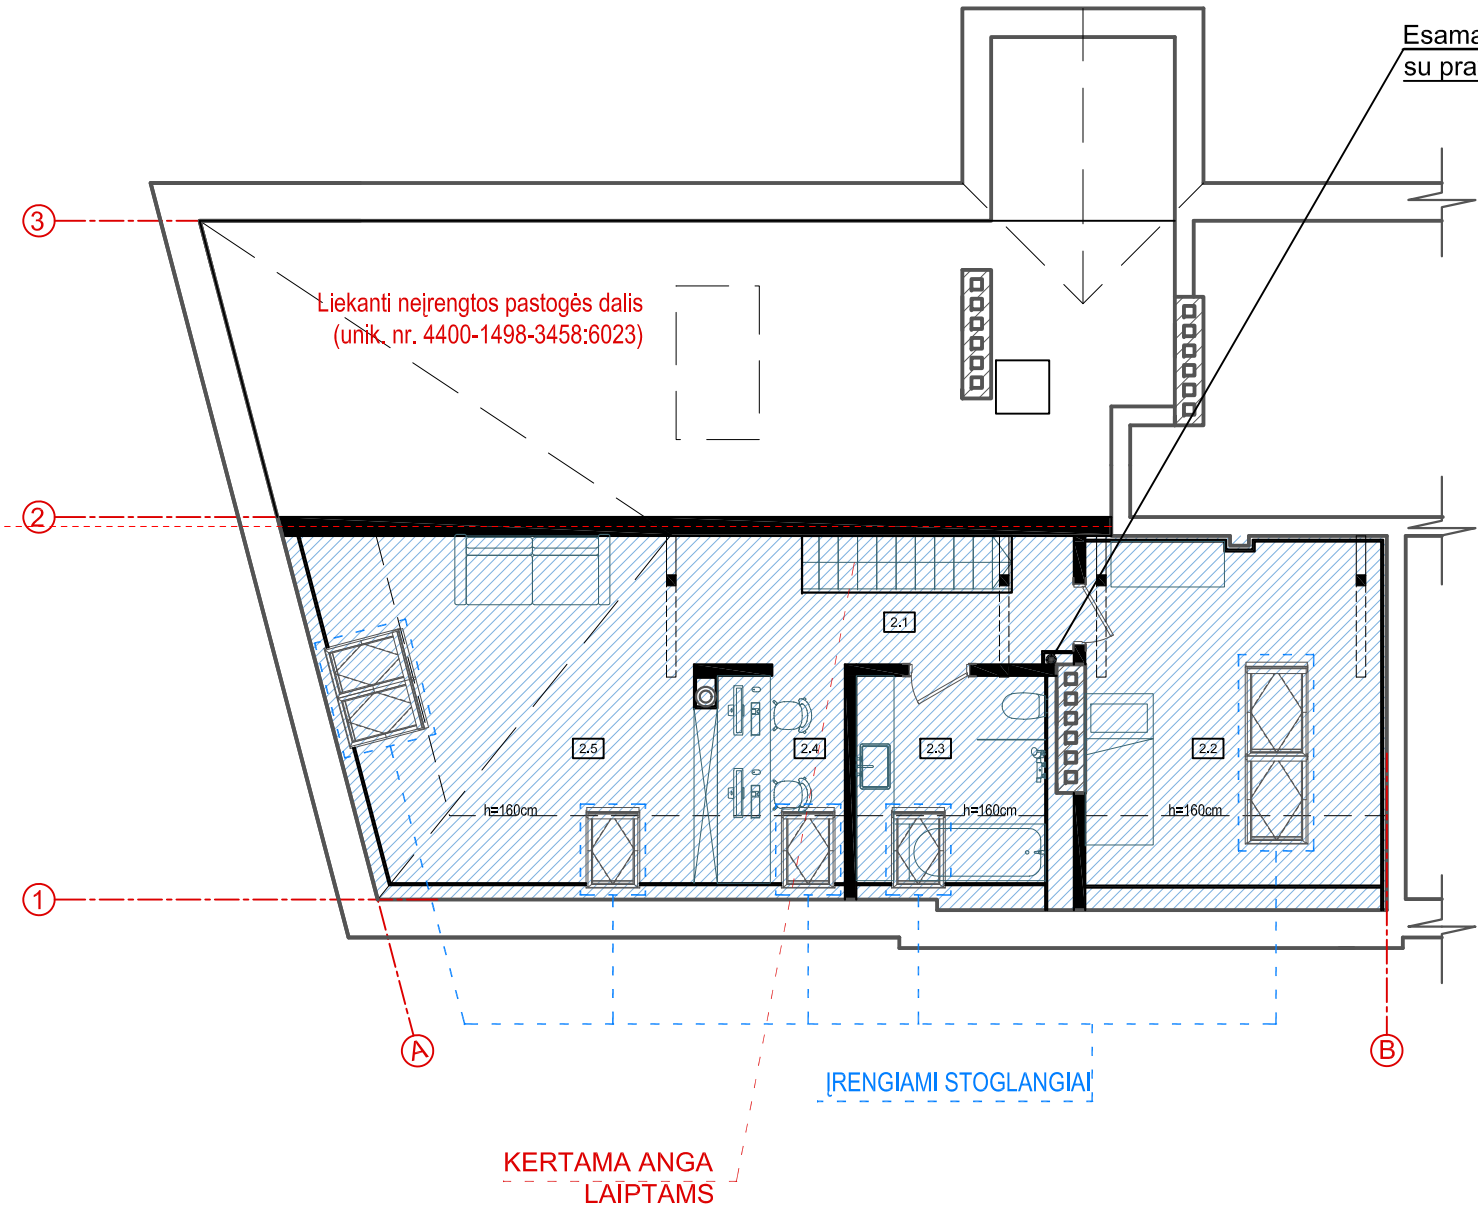 Esama
su pra
3
Liekanti neįrengtos pastogės dalis
(unik. nr. 4400-1498-3458:6023)
2
2.1
2.5
2.4
2.3
2.2
h=160cm
h=160cm
h=160cm
1
A
B
ĮRENGIAMI STOGLANGIAI
KERTAMA ANGA
LAIPTAMS